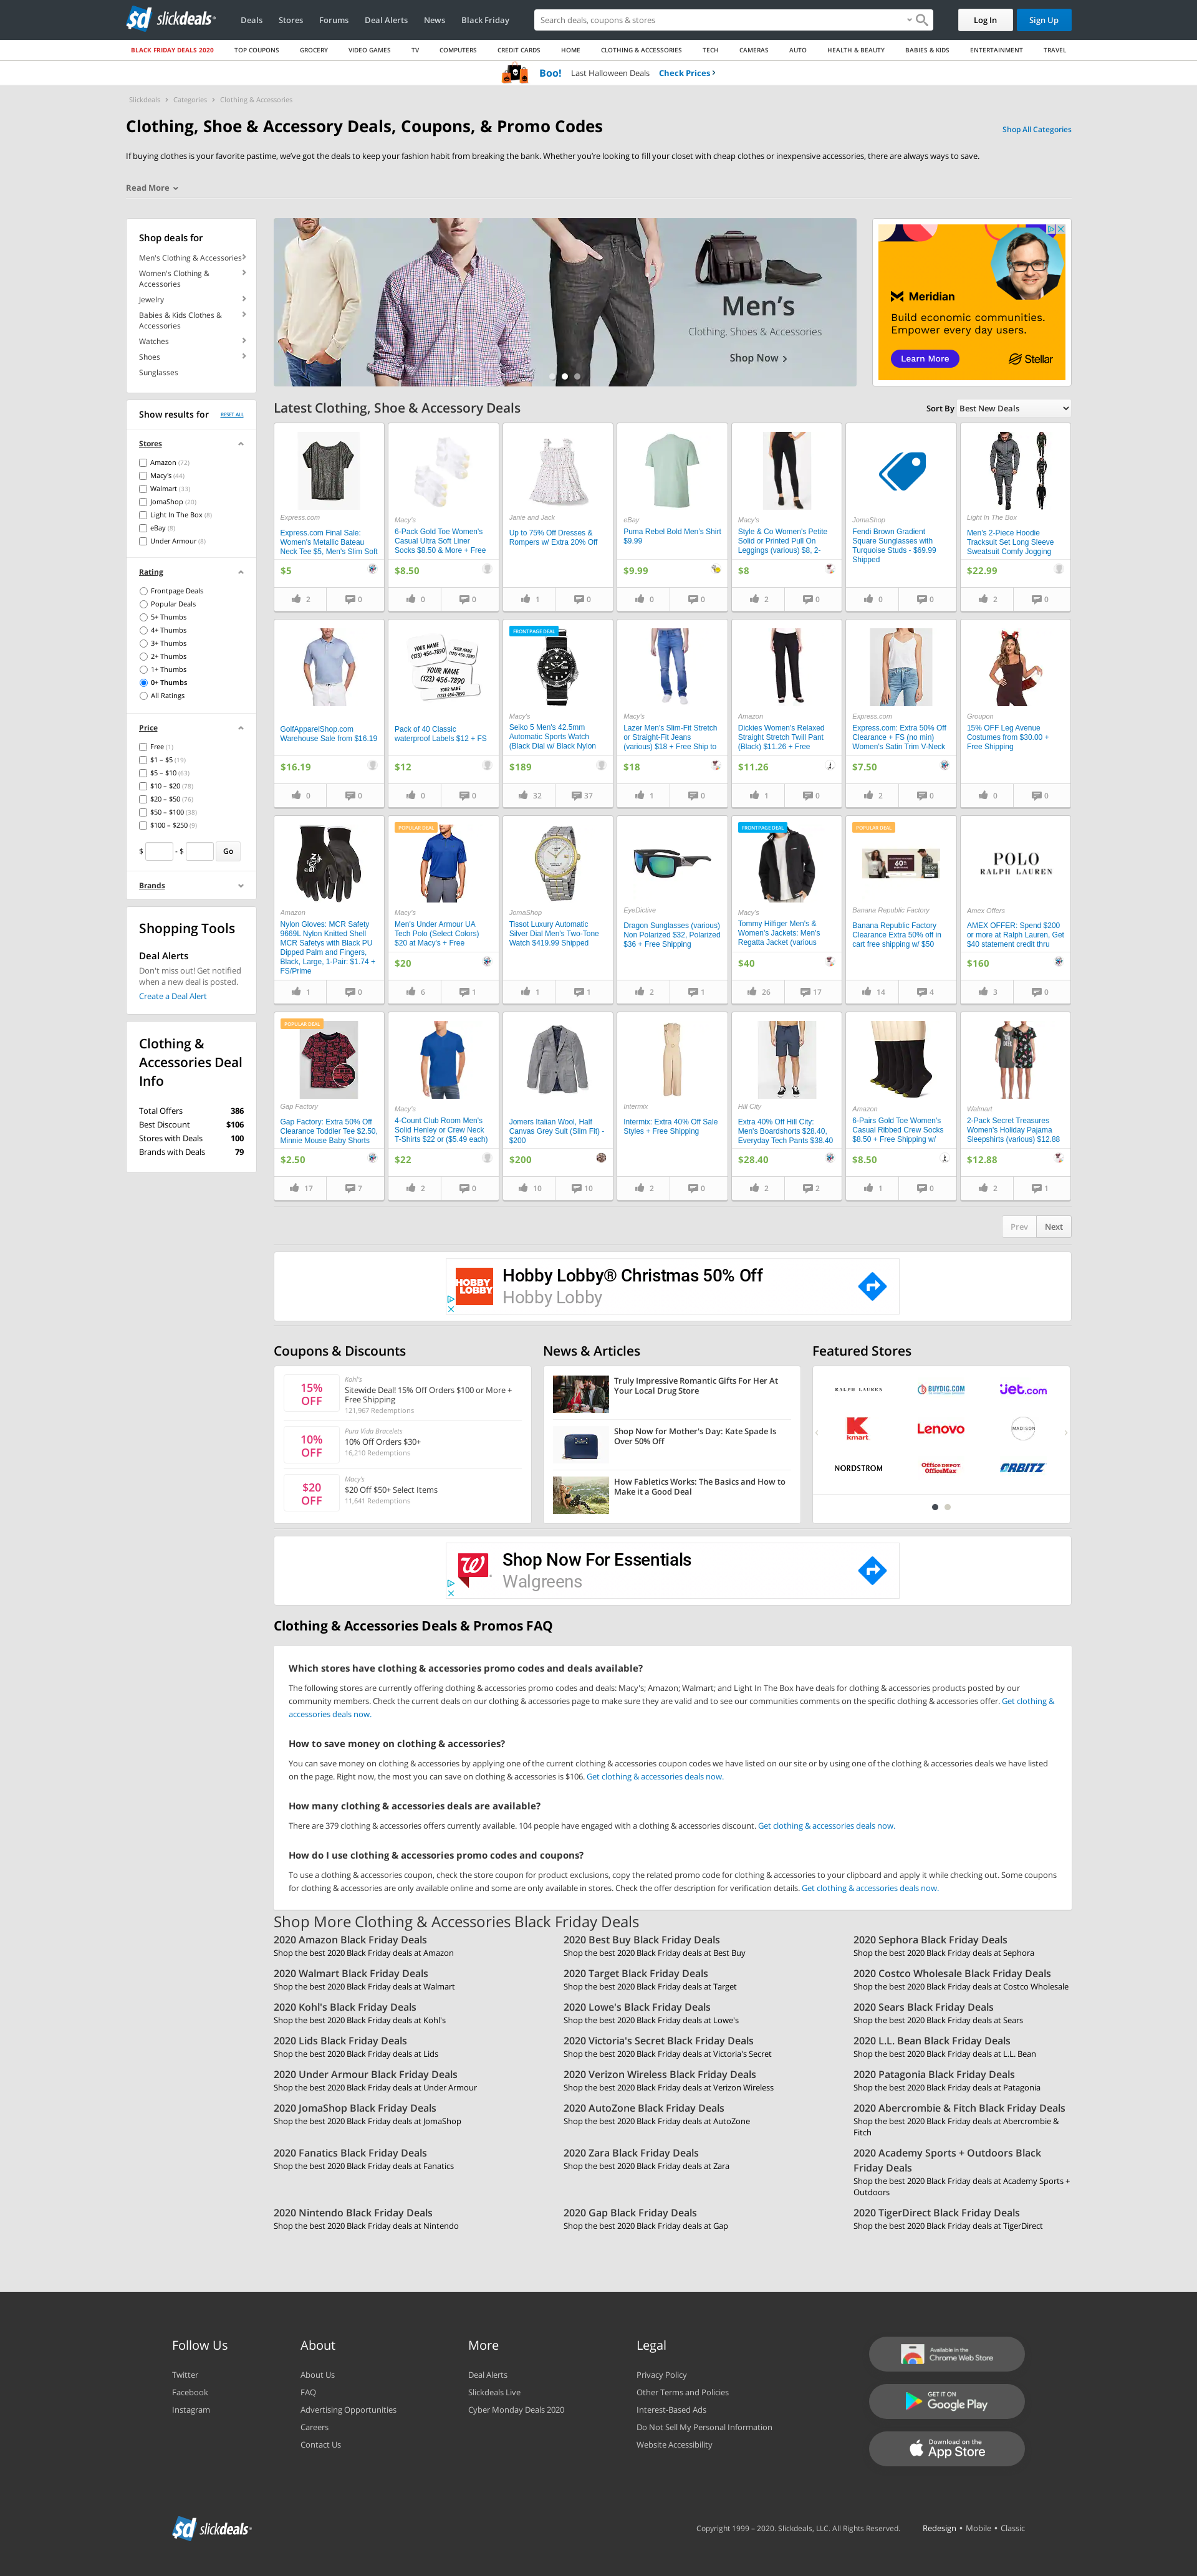 slickdeals
Deals
Stores
Forums
Deal Alerts
News
Black Friday
Search deals, coupons & stores
Log In
Sign Up
BLACK FRIDAY DEALS 2020
TOP COUPONS
GROCERY
VIDEO GAMES
TV
COMPUTERS
CREDIT CARDS
HOME
CLOTHING & ACCESSORIES
TECH
CAMERAS
AUTO
HEALTH & BEAUTY
BABIES & KIDS
ENTERTAINMENT
TRAVEL
Boo! Last Halloween Deals Check Prices
Slickdeals > Categories > Clothing & Accessories
Clothing, Shoe & Accessory Deals, Coupons, & Promo Codes
Shop All Categories
If buying clothes is your favorite pastime, we've got the deals to keep your fashion habit from breaking the bank. Whether you're looking to fill your closet with cheap clothes or inexpensive accessories, there are always ways to save.
Read More
Shop deals for
Men's Clothing & Accessories
Women's Clothing &
Accessories
Jewelry
Babies & Kids Clothes &
Accessories
Watches
Shoes
Sunglasses
Men's
Clothing, Shoes & Accessories
Shop Now
Meridian
Build economic communities.
Empower every day users.
Learn More
Stellar
Show results for
RESET ALL
Stores
Amazon (72)
Macy's (44)
Walmart (33)
JomaShop (20)
Light In The Box (8)
eBay (8)
Under Armour (8)
Rating
Frontpage Deals
Popular Deals
5+ Thumbs
4+ Thumbs
3+ Thumbs
2+ Thumbs
1+ Thumbs
0+ Thumbs
All Ratings
Price
Free (1)
$1 – $5 (19)
$5 – $10 (63)
$10 – $20 (78)
$20 – $50 (76)
$50 – $100 (38)
$100 – $250 (9)
$ - $ Go
Brands
Shopping Tools
Deal Alerts
Don't miss out! Get notified
when a new deal is posted.
Create a Deal Alert
Clothing &
Accessories Deal
Info
Total Offers 386
Best Discount $106
Stores with Deals 100
Brands with Deals 79
Latest Clothing, Shoe & Accessory Deals
Sort By Best New Deals
Express.com
Express.com Final Sale:
Women's Metallic Bateau
Neck Tee $5, Men's Slim Soft
$5
2 0
Macy's
6-Pack Gold Toe Women's
Casual Ultra Soft Liner
Socks $8.50 & More + Free
$8.50
0 0
Janie and Jack
Up to 75% Off Dresses &
Rompers w/ Extra 20% Off
1 0
eBay
Puma Rebel Bold Men's Shirt
$9.99
$9.99
0 0
Macy's
Style & Co Women's Petite
Solid or Printed Pull On
Leggings (various) $8, 2-
$8
2 0
JomaShop
Fendi Brown Gradient
Square Sunglasses with
Turquoise Studs - $69.99
Shipped
0 0
Light In The Box
Men's 2-Piece Hoodie
Tracksuit Set Long Sleeve
Sweatsuit Comfy Jogging
$22.99
2 0
GolfApparelShop.com
Warehouse Sale from $16.19
$16.19
0 0
YOUR NAME
(123) 456-7890
YOUR NAME
(123) 456-7890
YOUR NAME
(123) 456-7890
YOUR NAME
(123) 456-7890
Pack of 40 Classic
waterproof Labels $12 + FS
$12
0 0
FRONTPAGE DEAL
Macy's
Seiko 5 Men's 42.5mm
Automatic Sports Watch
(Black Dial w/ Black Nylon
$189
32 37
Macy's
Lazer Men's Slim-Fit Stretch
or Straight-Fit Jeans
(various) $18 + Free Ship to
$18
1 0
Amazon
Dickies Women's Relaxed
Straight Stretch Twill Pant
(Black) $11.26 + Free
$11.26
1 0
Express.com
Express.com: Extra 50% Off
Clearance + FS (no min)
Women's Satin Trim V-Neck
$7.50
2 0
Groupon
15% OFF Leg Avenue
Costumes from $30.00 +
Free Shipping
0 0
Amazon
Nylon Gloves: MCR Safety
9669L Nylon Knitted Shell
MCR Safetys with Black PU
Dipped Palm and Fingers,
Black, Large, 1-Pair: $1.74 +
FS/Prime
1 0
POPULAR DEAL
Macy's
Men's Under Armour UA
Tech Polo (Select Colors)
$20 at Macy's + Free
$20
6 1
JomaShop
Tissot Luxury Automatic
Silver Dial Men's Two-Tone
Watch $419.99 Shipped
1 1
EyeDictive
Dragon Sunglasses (various)
Non Polarized $32, Polarized
$36 + Free Shipping
2 1
FRONTPAGE DEAL
Macy's
Tommy Hilfiger Men's &
Women's Jackets: Men's
Regatta Jacket (various
$40
26 17
POPULAR DEAL
60%
Banana Republic Factory
Banana Republic Factory
Clearance Extra 50% off in
cart free shipping w/ $50
14 4
POLO
RALPH LAUREN
Amex Offers
AMEX OFFER: Spend $200
or more at Ralph Lauren, Get
$40 statement credit thru
$160
3 0
POPULAR DEAL
Gap Factory
Gap Factory: Extra 50% Off
Clearance Toddler Tee $2.50,
Minnie Mouse Baby Shorts
$2.50
17 7
Macy's
4-Count Club Room Men's
Solid Henley or Crew Neck
T-Shirts $22 or ($5.49 each)
$22
2 0
Jomers Italian Wool, Half
Canvas Grey Suit (Slim Fit) -
$200
$200
10 10
Intermix
Intermix: Extra 40% Off Sale
Styles + Free Shipping
2 0
Hill City
Extra 40% Off Hill City:
Men's Boardshorts $28.40,
Everyday Tech Pants $38.40
$28.40
2 2
Amazon
6-Pairs Gold Toe Women's
Casual Ribbed Crew Socks
$8.50 + Free Shipping w/
$8.50
1 0
Walmart
2-Pack Secret Treasures
Women's Holiday Pajama
Sleepshirts (various) $12.88
$12.88
2 1
Prev Next
HOBBY LOBBY
Hobby Lobby® Christmas 50% Off
Hobby Lobby
Coupons & Discounts
15%
OFF
Kohl's
Sitewide Deal! 15% Off Orders $100 or More +
Free Shipping
121,967 Redemptions
10%
OFF
Pura Vida Bracelets
10% Off Orders $30+
16,210 Redemptions
$20
OFF
Macy's
$20 Off $50+ Select Items
11,641 Redemptions
News & Articles
Truly Impressive Romantic Gifts For Her At
Your Local Drug Store
Shop Now for Mother's Day: Kate Spade Is
Over 50% Off
How Fabletics Works: The Basics and How to
Make it a Good Deal
Featured Stores
RALPH LAUREN
BUYDIG.COM
jet.com
kmart
Lenovo
MADISON
NORDSTROM
Office DEPOT
OfficeMax
ORBITZ
Shop Now For Essentials
Walgreens
Clothing & Accessories Deals & Promos FAQ
Which stores have clothing & accessories promo codes and deals available?
The following stores are currently offering clothing & accessories promo codes and deals: Macy's; Amazon; Walmart; and Light In The Box have deals for clothing & accessories products posted by our
community members. Check the current deals on our clothing & accessories page to make sure they are valid and to see our communities comments on the specific clothing & accessories offer. Get clothing &
accessories deals now.
How to save money on clothing & accessories?
You can save money on clothing & accessories by applying one of the current clothing & accessories coupon codes we have listed on our site or by using one of the clothing & accessories deals we have listed
on the page. Right now, the most you can save on clothing & accessories is $106. Get clothing & accessories deals now.
How many clothing & accessories deals are available?
There are 379 clothing & accessories offers currently available. 104 people have engaged with a clothing & accessories discount. Get clothing & accessories deals now.
How do I use clothing & accessories promo codes and coupons?
To use a clothing & accessories coupon, check the store coupon for product exclusions, copy the related promo code for clothing & accessories to your clipboard and apply it while checking out. Some coupons
for clothing & accessories are only available online and some are only available in stores. Check the offer description for verification details. Get clothing & accessories deals now.
Shop More Clothing & Accessories Black Friday Deals
2020 Amazon Black Friday Deals
Shop the best 2020 Black Friday deals at Amazon
2020 Best Buy Black Friday Deals
Shop the best 2020 Black Friday deals at Best Buy
2020 Sephora Black Friday Deals
Shop the best 2020 Black Friday deals at Sephora
2020 Walmart Black Friday Deals
Shop the best 2020 Black Friday deals at Walmart
2020 Target Black Friday Deals
Shop the best 2020 Black Friday deals at Target
2020 Costco Wholesale Black Friday Deals
Shop the best 2020 Black Friday deals at Costco Wholesale
2020 Kohl's Black Friday Deals
Shop the best 2020 Black Friday deals at Kohl's
2020 Lowe's Black Friday Deals
Shop the best 2020 Black Friday deals at Lowe's
2020 Sears Black Friday Deals
Shop the best 2020 Black Friday deals at Sears
2020 Lids Black Friday Deals
Shop the best 2020 Black Friday deals at Lids
2020 Victoria's Secret Black Friday Deals
Shop the best 2020 Black Friday deals at Victoria's Secret
2020 L.L. Bean Black Friday Deals
Shop the best 2020 Black Friday deals at L.L. Bean
2020 Under Armour Black Friday Deals
Shop the best 2020 Black Friday deals at Under Armour
2020 Verizon Wireless Black Friday Deals
Shop the best 2020 Black Friday deals at Verizon Wireless
2020 Patagonia Black Friday Deals
Shop the best 2020 Black Friday deals at Patagonia
2020 JomaShop Black Friday Deals
Shop the best 2020 Black Friday deals at JomaShop
2020 AutoZone Black Friday Deals
Shop the best 2020 Black Friday deals at AutoZone
2020 Abercrombie & Fitch Black Friday Deals
Shop the best 2020 Black Friday deals at Abercrombie &
Fitch
2020 Fanatics Black Friday Deals
Shop the best 2020 Black Friday deals at Fanatics
2020 Zara Black Friday Deals
Shop the best 2020 Black Friday deals at Zara
2020 Academy Sports + Outdoors Black
Friday Deals
Shop the best 2020 Black Friday deals at Academy Sports +
Outdoors
2020 Nintendo Black Friday Deals
Shop the best 2020 Black Friday deals at Nintendo
2020 Gap Black Friday Deals
Shop the best 2020 Black Friday deals at Gap
2020 TigerDirect Black Friday Deals
Shop the best 2020 Black Friday deals at TigerDirect
Follow Us
Twitter
Facebook
Instagram
About
About Us
FAQ
Advertising Opportunities
Careers
Contact Us
More
Deal Alerts
Slickdeals Live
Cyber Monday Deals 2020
Legal
Privacy Policy
Other Terms and Policies
Interest-Based Ads
Do Not Sell My Personal Information
Website Accessibility
Available in the
Chrome Web Store
GET IT ON
Google Play
Download on the
App Store
slickdeals
Copyright 1999 – 2020. Slickdeals, LLC. All Rights Reserved.
Redesign • Mobile • Classic